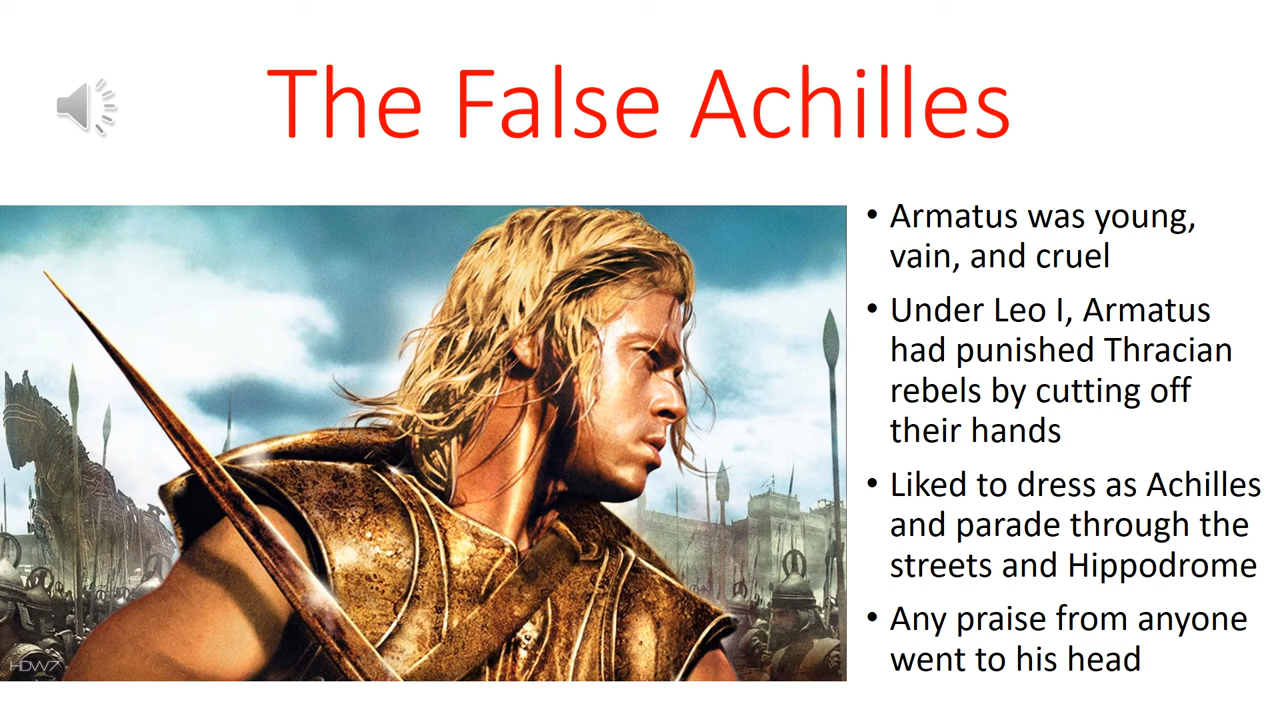 The False Achilles
• Armatus was young,
vain, and cruel
• Under Leo I, Armatus
had punished Thracian
rebels by cutting off
their hands
• Liked to dress as Achilles
and parade through the
streets and Hippodrome
• Any praise from anyone
went to his head
HDW7